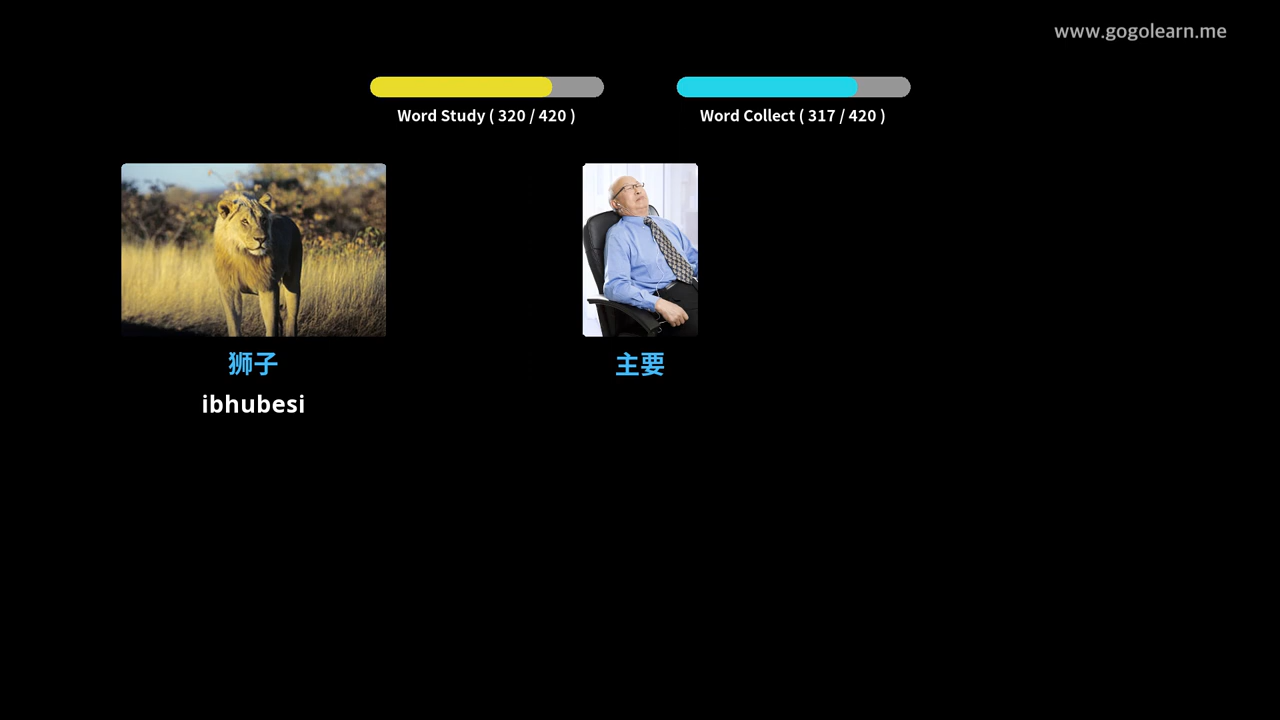 www.gogolearn.me
Word Study ( 320 / 420 )
Word Collect ( 317 / 420 )
狮子
主要
ibhubesi